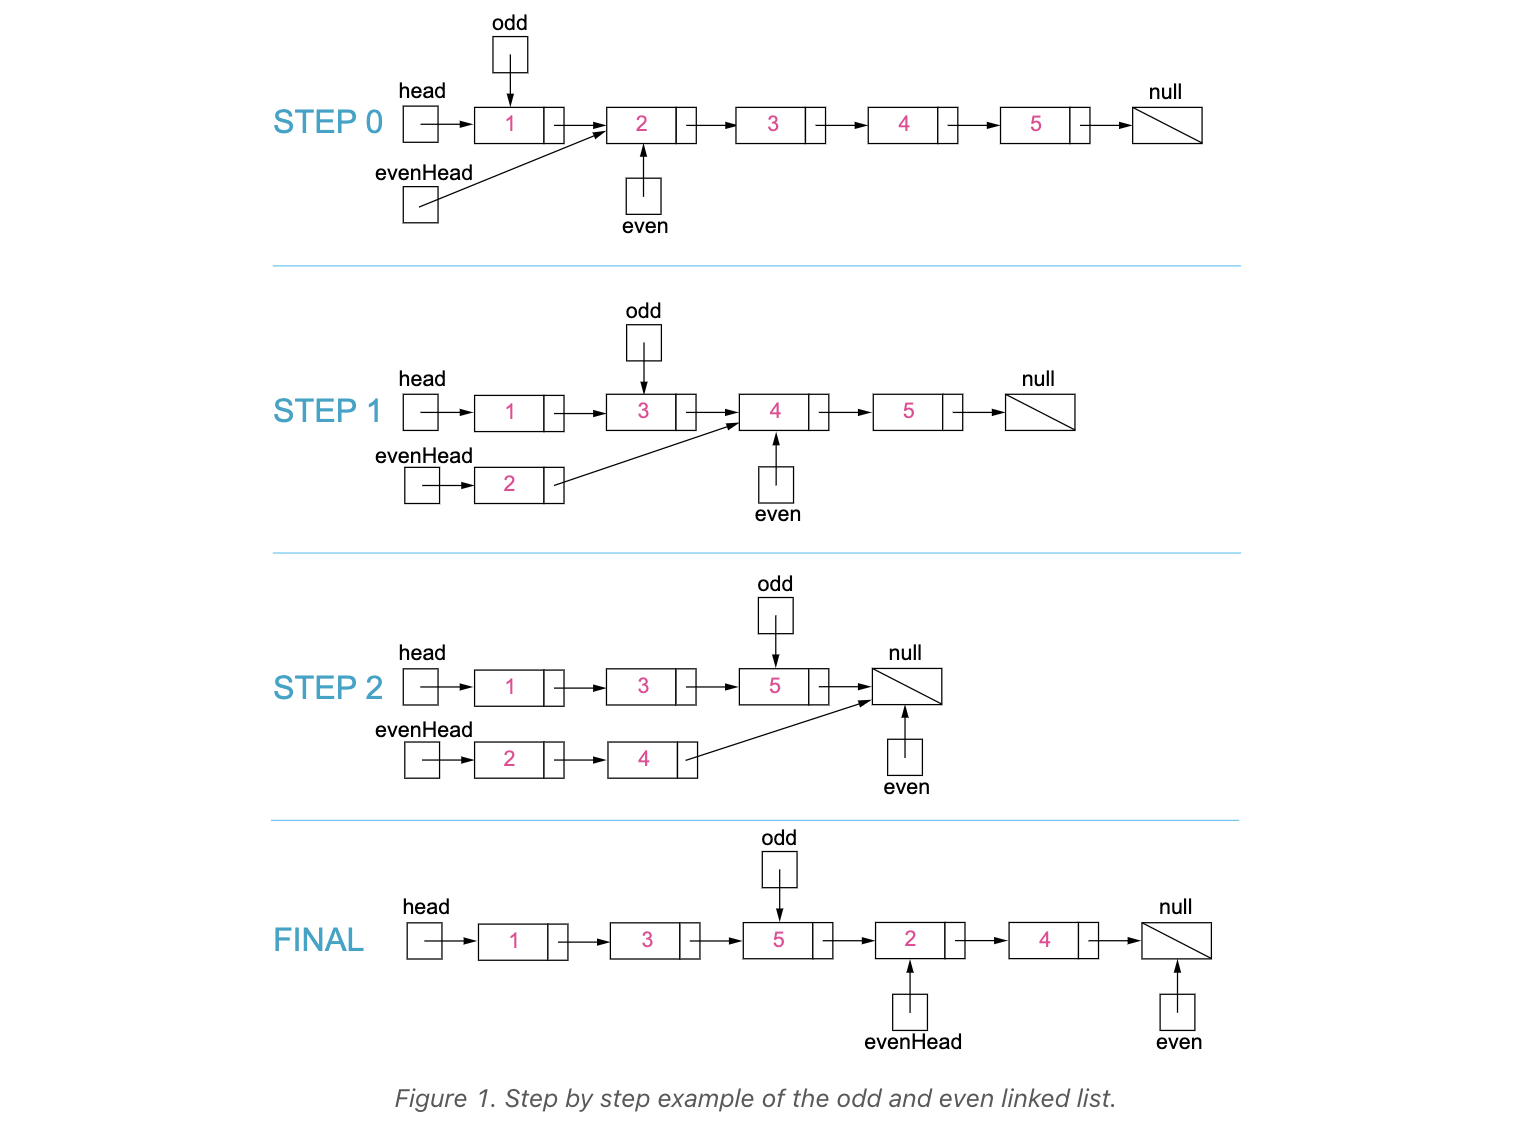 odd
head
null
STEP 0
1 2 3 4 5
evenHead
even
odd
head
null
STEP 1
1 3 4 5
evenHead
2
even
odd
head
null
STEP 2
1 3 5
evenHead
2 4
even
odd
head
null
FINAL
1 3 5 2 4
evenHead
even
Figure 1. Step by step example of the odd and even linked list.